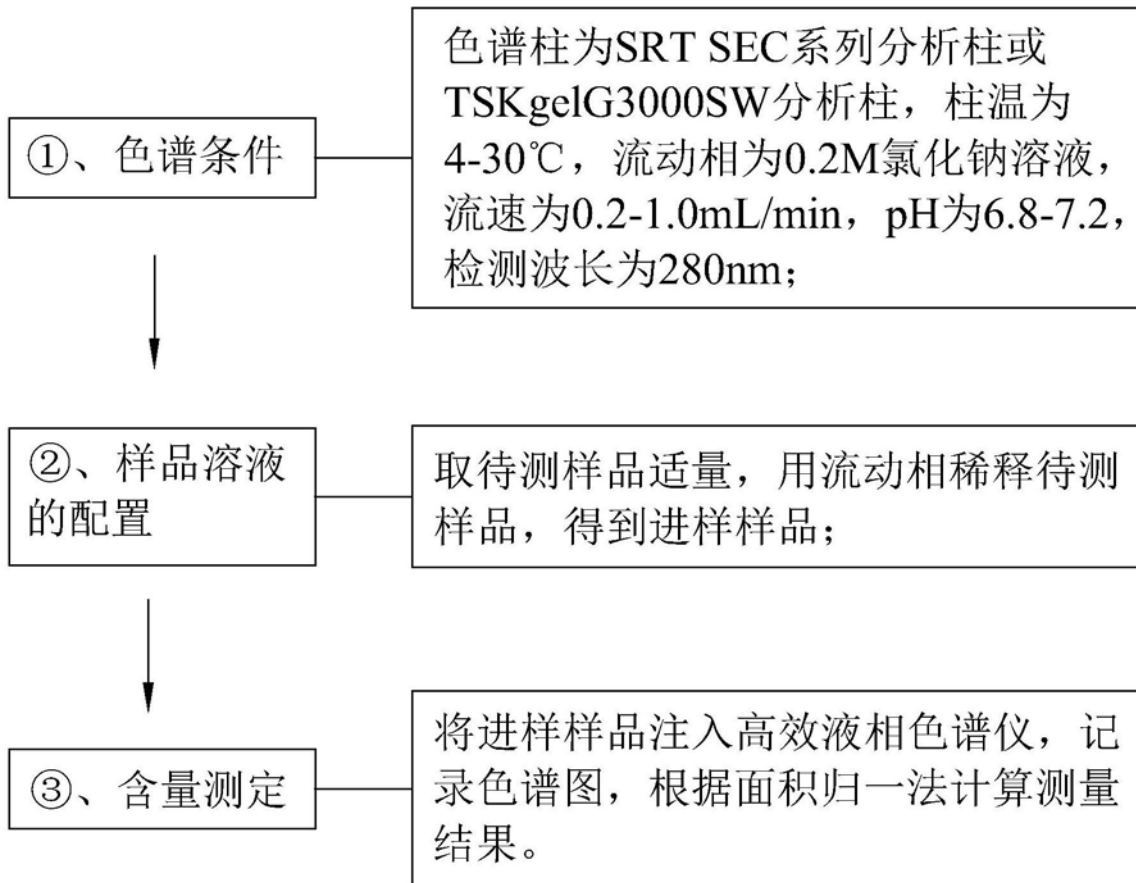 ①、色谱条件
色谱柱为SRT SEC系列分析柱或
TSKgelG3000SW分析柱，柱温为
4-30℃，流动相为0.2M氯化钠溶液，
流速为0.2-1.0mL/min，pH为6.8-7.2，
检测波长为280nm；
②、样品溶液
的配置
取待测样品适量，用流动相稀释待测
样品，得到进样样品；
③、含量测定
将进样样品注入高效液相色谱仪，记
录色谱图，根据面积归一法计算测量
结果。